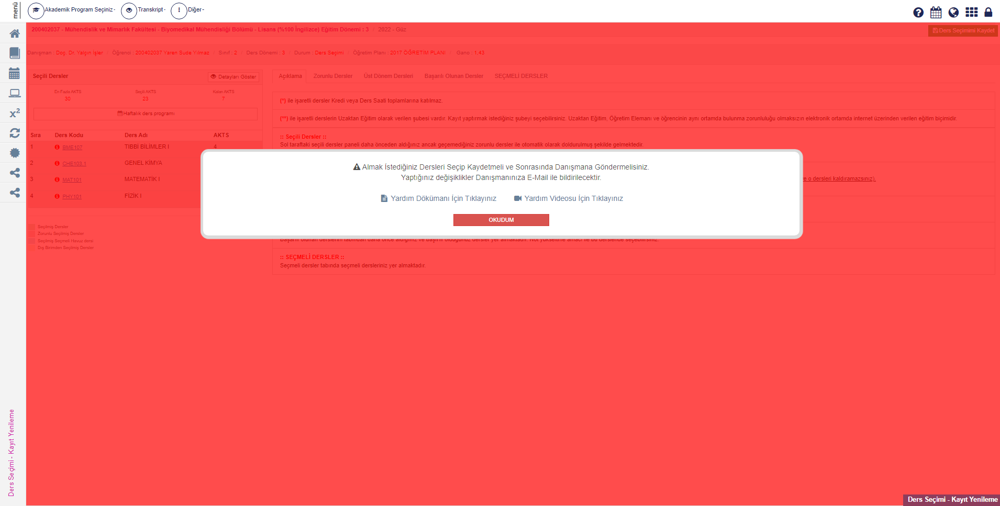 menü
Akademik Program Seçiniz -
Transkript -
Diğer -
200402037 - Mühendislik ve Mimarlık Fakültesi - Biyomedikal Mühendisliği Bölümü - Lisans (%100 İngilizce) Eğitim Dönemi : 3 / 2022 - Güz
Ders Seçimimi Kaydet
Danışman : Doç. Dr. Yalçın İşler / Öğrenci : 200402037 Yaren Sude Yılmaz / Sınıf : 2 / Ders Dönemi : 3 / Durum : Ders Seçimi / Öğretim Planı : 2017 ÖĞRETİM PLANI / Gano : 1,43
Seçili Dersler
Detayları Göster
En Fazla AKTS Seçili AKTS Kalan AKTS
30 23 7
Haftalık ders programı
Sıra Ders Kodu Ders Adı AKTS
1 BME107 TIBBİ BİLİMLER I 4
2 CHE103.1 GENEL KİMYA
3 MAT101 MATEMATİK I
4 PHY101 FİZİK I
Seçilmiş Dersler
Zorunlu Seçilmiş Dersler
Seçilmiş Seçmeli Havuz dersi
Dış Birimden Seçilmiş Dersler
Açıklama Zorunlu Dersler Üst Dönem Dersleri Başarılı Olunan Dersler SEÇMELİ DERSLER
(*) ile işaretli dersler Kredi veya Ders Saati toplamlarına katılmaz.
(**) ile işaretli derslerin Uzaktan Eğitim olarak verilen şubesi vardır. Kayıt yaptırmak istediğiniz şubeyi seçebilirsiniz. Uzaktan Eğitim, Öğretim Elemanı ve öğrencinin aynı ortamda bulunma zorunluluğu olmaksızın elektronik ortamda internet üzerinden verilen eğitim biçimidir.
:: Seçili Dersler ::
Sol taraftaki seçili dersler paneli daha önceden aldığınız ancak geçemediğiniz zorunlu dersler ile otomatik olarak doldurulmuş şekilde gelmektedir.
Almak İstediğiniz Dersleri Seçip Kaydetmeli ve Sonrasında Danışmana Göndermelisiniz.
Yaptığınız değişiklikler Danışmanınıza E-Mail ile bildirilecektir.
Yardım Dökümanı İçin Tıklayınız
Yardım Videosu İçin Tıklayınız
OKUDUM
o dersleri kaldıramazsınız).
Başarılı olunan derslerim tabından daha önce aldığınız ve başarılı olduğunuz dersler yer almaktadır. Not yükseltme amacı ile bu dersleride seçebilirsiniz.
:: SEÇMELİ DERSLER ::
Seçmeli dersler tabında seçmeli dersleriniz yer almaktadır.
Ders Seçimi - Kayıt Yenileme
Ders Seçimi - Kayıt Yenileme